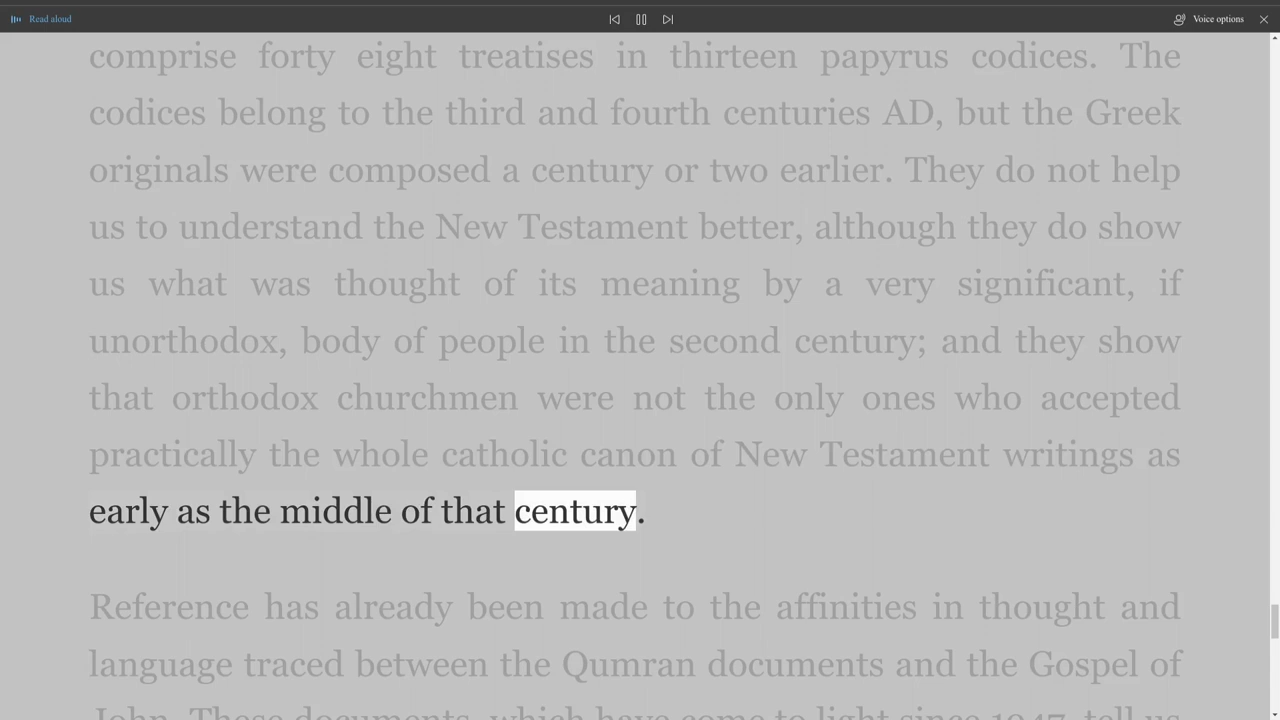 Read aloud
Voice options
comprise forty eight treatises in thirteen papyrus codices. The
codices belong to the third and fourth centuries AD, but the Greek
originals were composed a century or two earlier. They do not help
us to understand the New Testament better, although they do show
us what was thought of its meaning by a very significant, if
unorthodox, body of people in the second century; and they show
that orthodox churchmen were not the only ones who accepted
practically the whole catholic canon of New Testament writings as
early as the middle of that century.
Reference has already been made to the affinities in thought and
language traced between the Qumran documents and the Gospel of
John. These documents, which have come to light since 1947, tell us